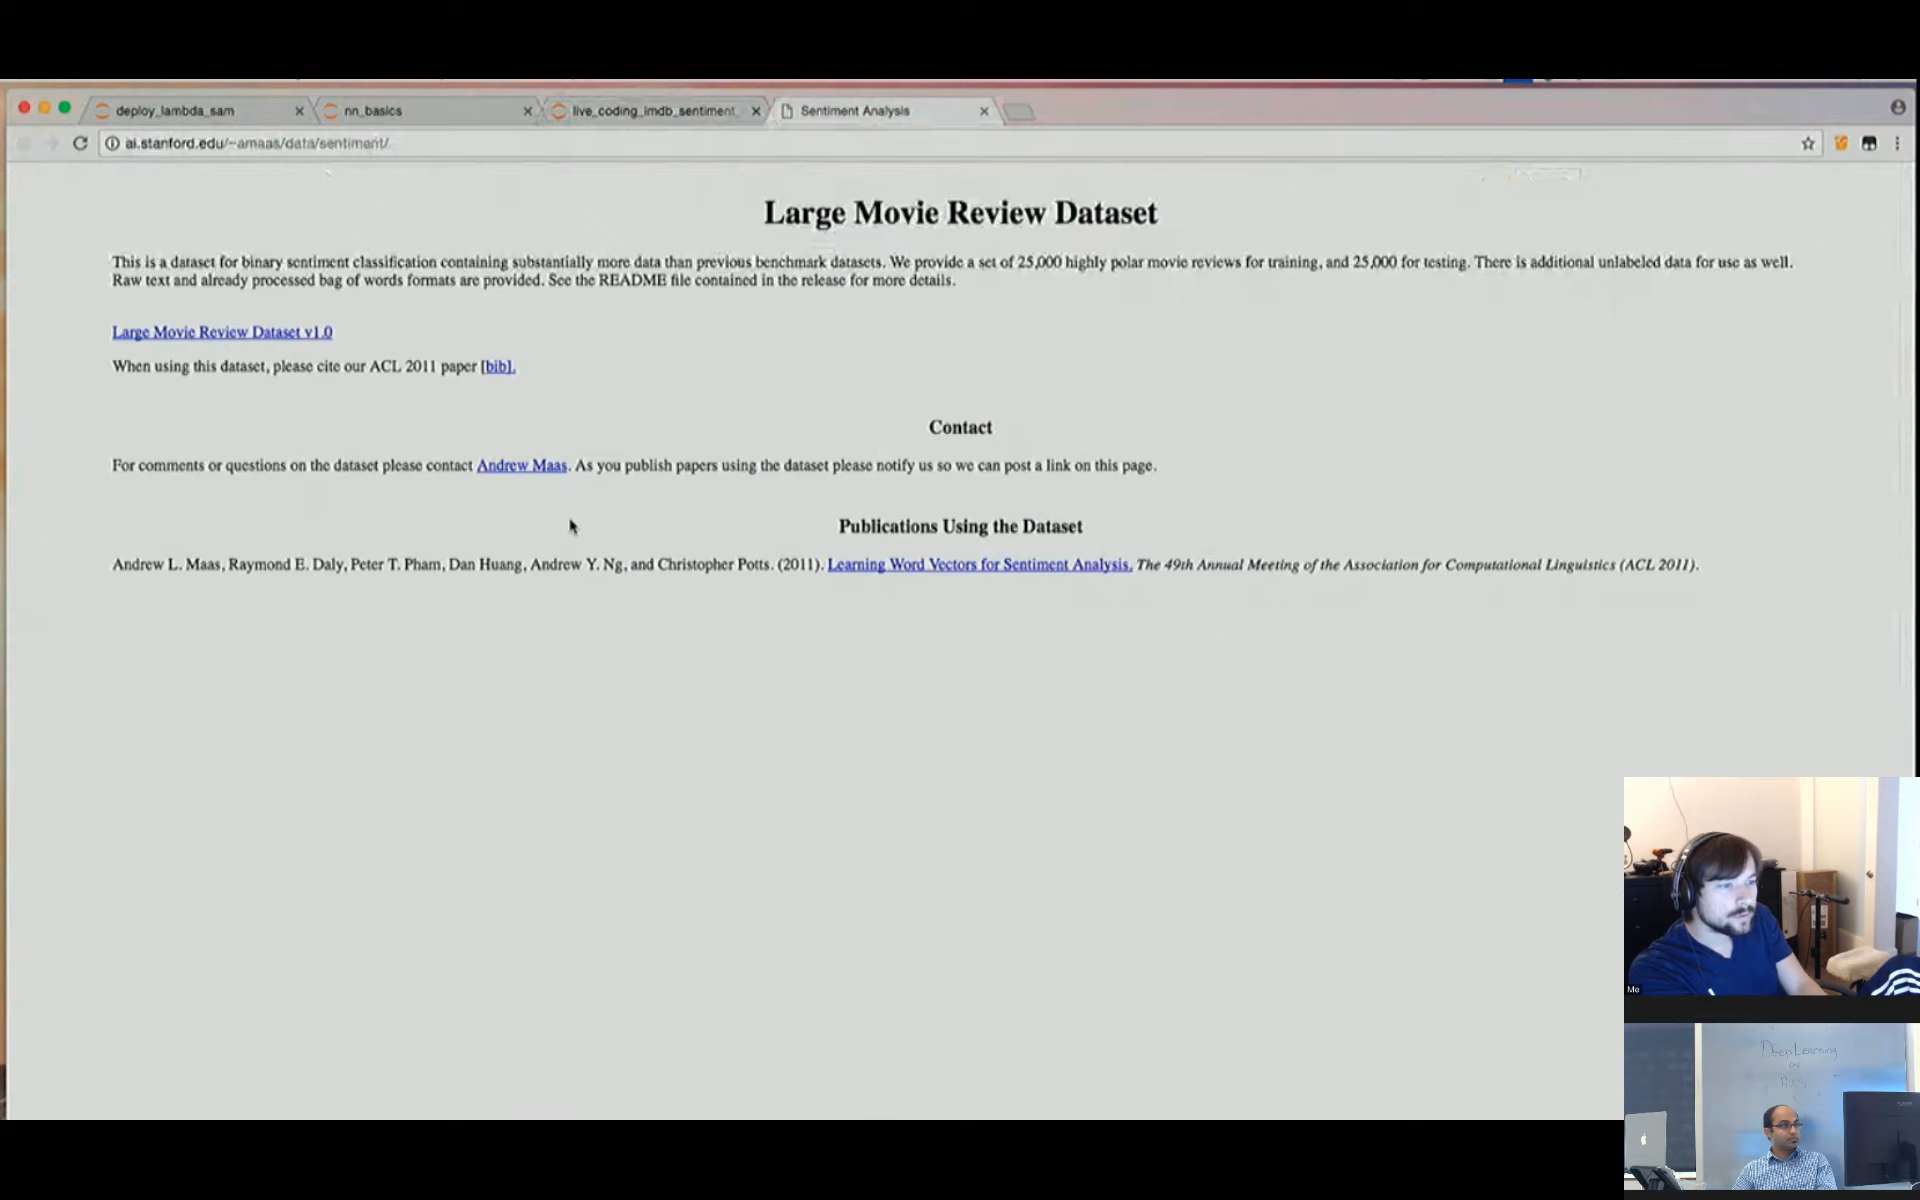 deploy_lambda_sam
nn_basics
live_coding_imdb_sentiment_
Sentiment Analysis
ai.stanford.edu/~amaas/data/sentiment/
Large Movie Review Dataset
This is a dataset for binary sentiment classification containing substantially more data than previous benchmark datasets. We provide a set of 25,000 highly polar movie reviews for training, and 25,000 for testing. There is additional unlabeled data for use as well.
Raw text and already processed bag of words formats are provided. See the README file contained in the release for more details.
Large Movie Review Dataset v1.0
When using this dataset, please cite our ACL 2011 paper [bib].
Contact
For comments or questions on the dataset please contact Andrew Maas. As you publish papers using the dataset please notify us so we can post a link on this page.
Publications Using the Dataset
Andrew L. Maas, Raymond E. Daly, Peter T. Pham, Dan Huang, Andrew Y. Ng, and Christopher Potts. (2011). Learning Word Vectors for Sentiment Analysis. The 49th Annual Meeting of the Association for Computational Linguistics (ACL 2011).
Me
Deep Learning
on
AWS